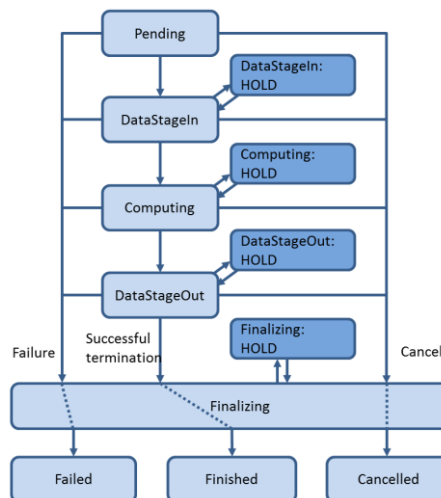 Pending
DataStageIn:
HOLD
DataStageIn
Computing:
HOLD
Computing
DataStageOut:
HOLD
DataStageOut
Failure
Successful
termination
Finalizing:
HOLD
Cancel
Finalizing
Failed
Finished
Cancelled